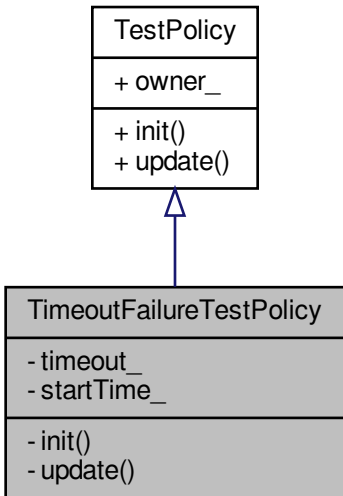 TestPolicy
+ owner_
+ init()
+ update()
TimeoutFailureTestPolicy
- timeout_
- startTime_
- init()
- update()